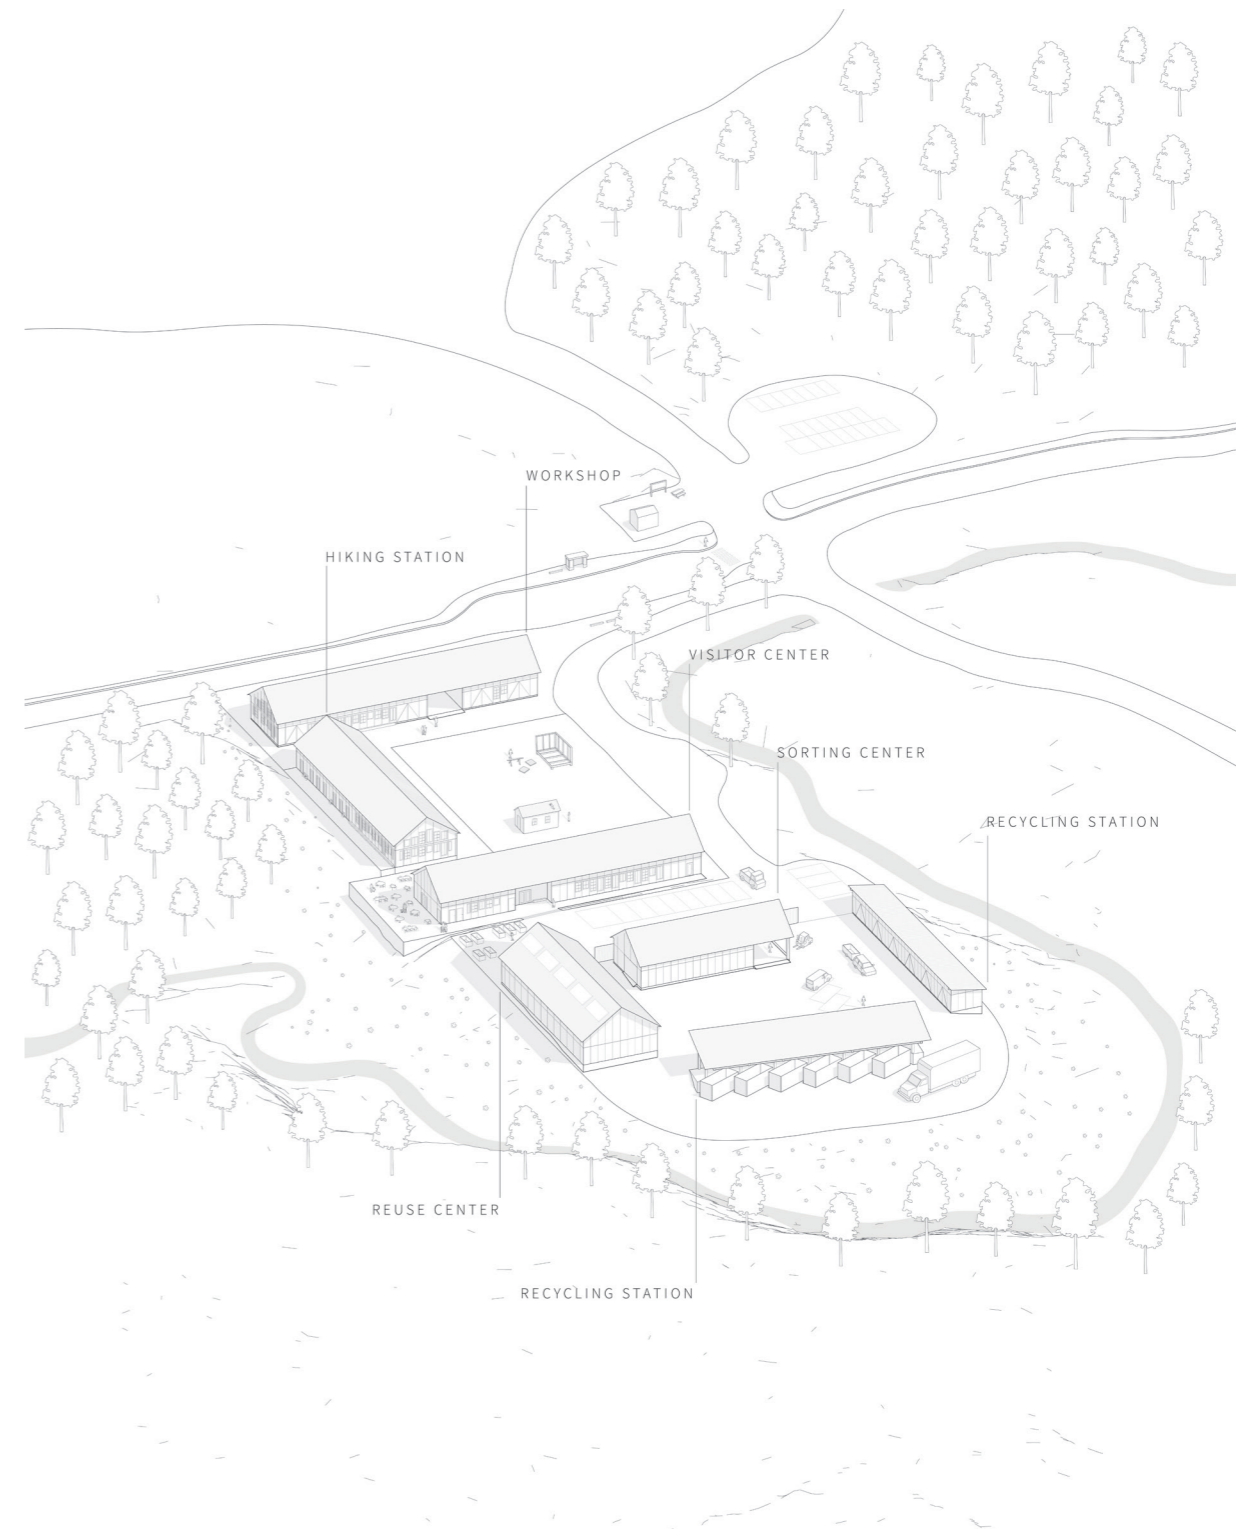 WORKSHOP
HIKING STATION
VISITOR CENTER
SORTING CENTER
RECYCLING STATION
REUSE CENTER
RECYCLING STATION